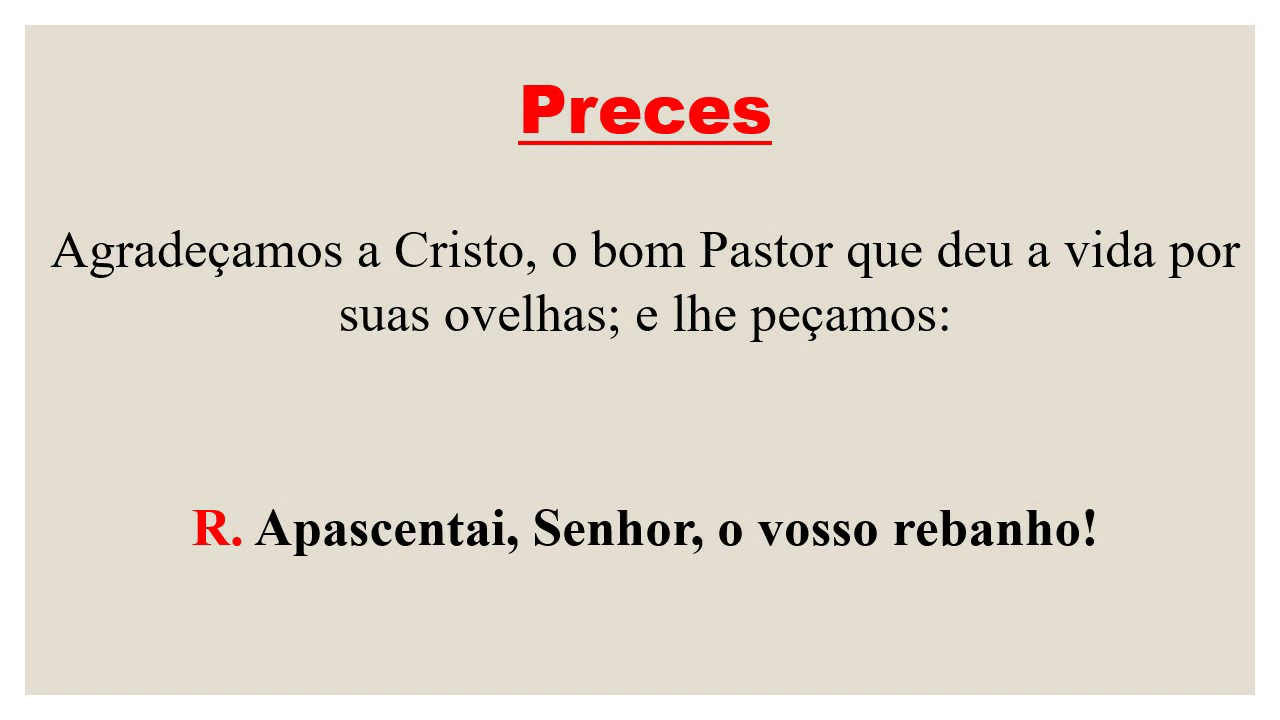 Preces
Agradeçamos a Cristo, o bom Pastor que deu a vida por
suas ovelhas; e lhe peçamos:
R. Apascentai, Senhor, o vosso rebanho!